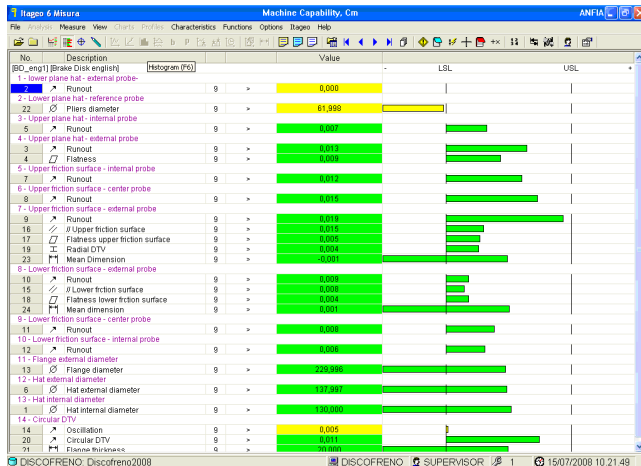 Itageo 6 Misura Machine Capability, Cm ANFIA
File Analysis Measure View Charts Profiles Characteristics Functions Options Itageo Help
No. Description Value
[BD_eng1] [Brake Disk english] Histogram (F6) - LSL USL +
1 - lower plane hat - external probe-
2 Runout 9 > 0,000
2 - Lower plane hat - reference probe
22 Pliers diameter 9 > 61,998
3 - Upper plane hat - internal probe
5 Runout 9 > 0,007
4 - Upper plane hat - external probe
3 Runout 9 > 0,013
4 Flatness 9 > 0,009
5 - Upper friction surface - internal probe
7 Runout 9 > 0,012
6 - Upper friction surface - center probe
8 Runout 9 > 0,015
7 - Upper friction surface - external probe
9 Runout 9 > 0,019
16 // Upper friction surface 9 > 0,015
17 Flatness upper friction surface 9 > 0,005
19 Radial DTV 9 > 0,004
23 Mean Dimension 9 > -0,001
8 - Lower friction surface - external probe
10 Runout 9 > 0,009
15 // Lower frction surface 9 > 0,008
18 Flatness lower frction surface 9 > 0,004
24 Mean dimension 9 > 0,001
9 - Lower friction surface - center probe
11 Runout 9 > 0,008
10 - Lower friction surface - internal probe
12 Runout 9 > 0,006
11 - Flange external diameter
13 Flange diameter 9 > 229,996
12 - Hat external diameter
6 Hat external diameter 9 > 137,997
13 - Hat internal diameter
1 Hat internal diameter 9 > 130,000
14 - Circular DTV
14 Oscillation 9 > 0,005
20 Circular DTV 9 > 0,011
21 Flange thickness 9 > 20,000
DISCOFRENO: Discofreno2008 DISCOFRENO SUPERVISOR 1 15/07/2008 10.21.49